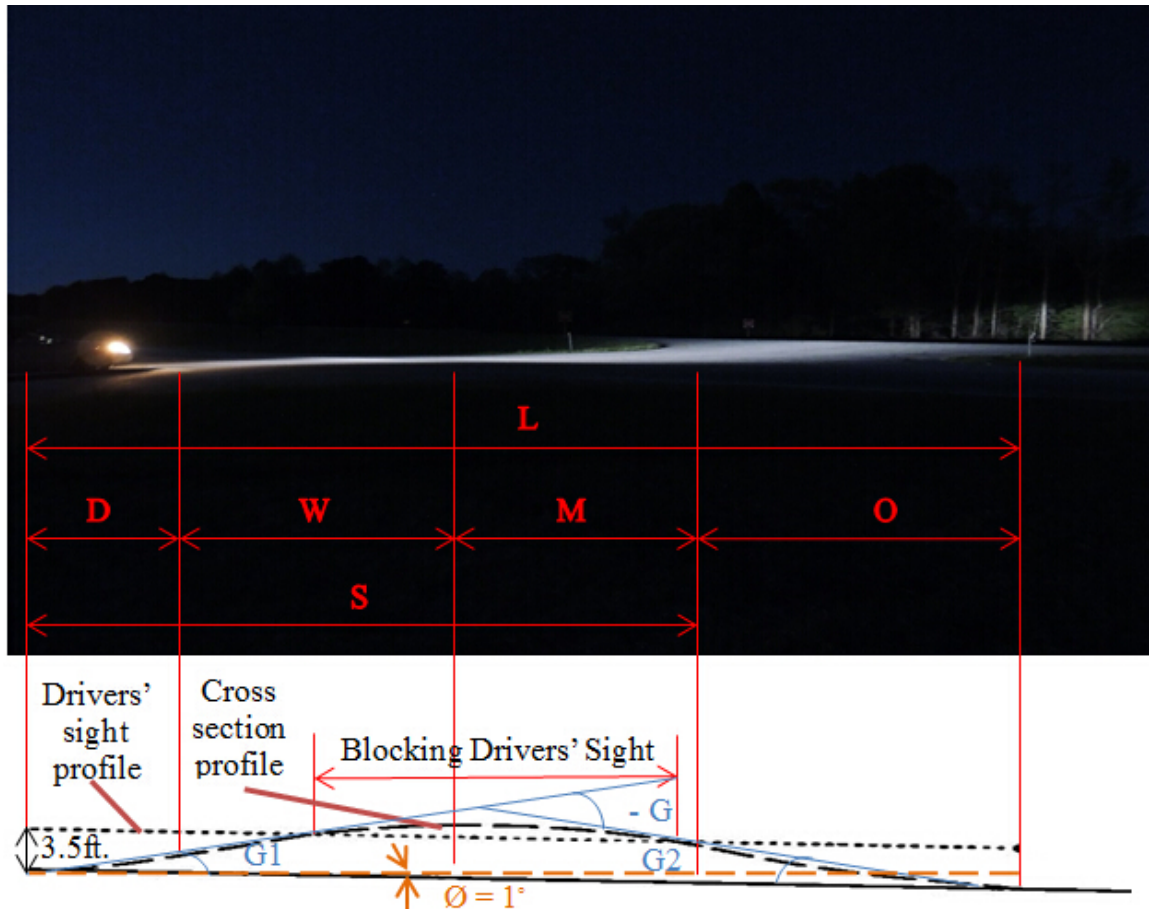 L
D
W
M
O
S
Drivers'
sight
profile
Cross
section
profile
Blocking Drivers' Sight
- G
3.5ft.
G1
G2
Ø = 1°